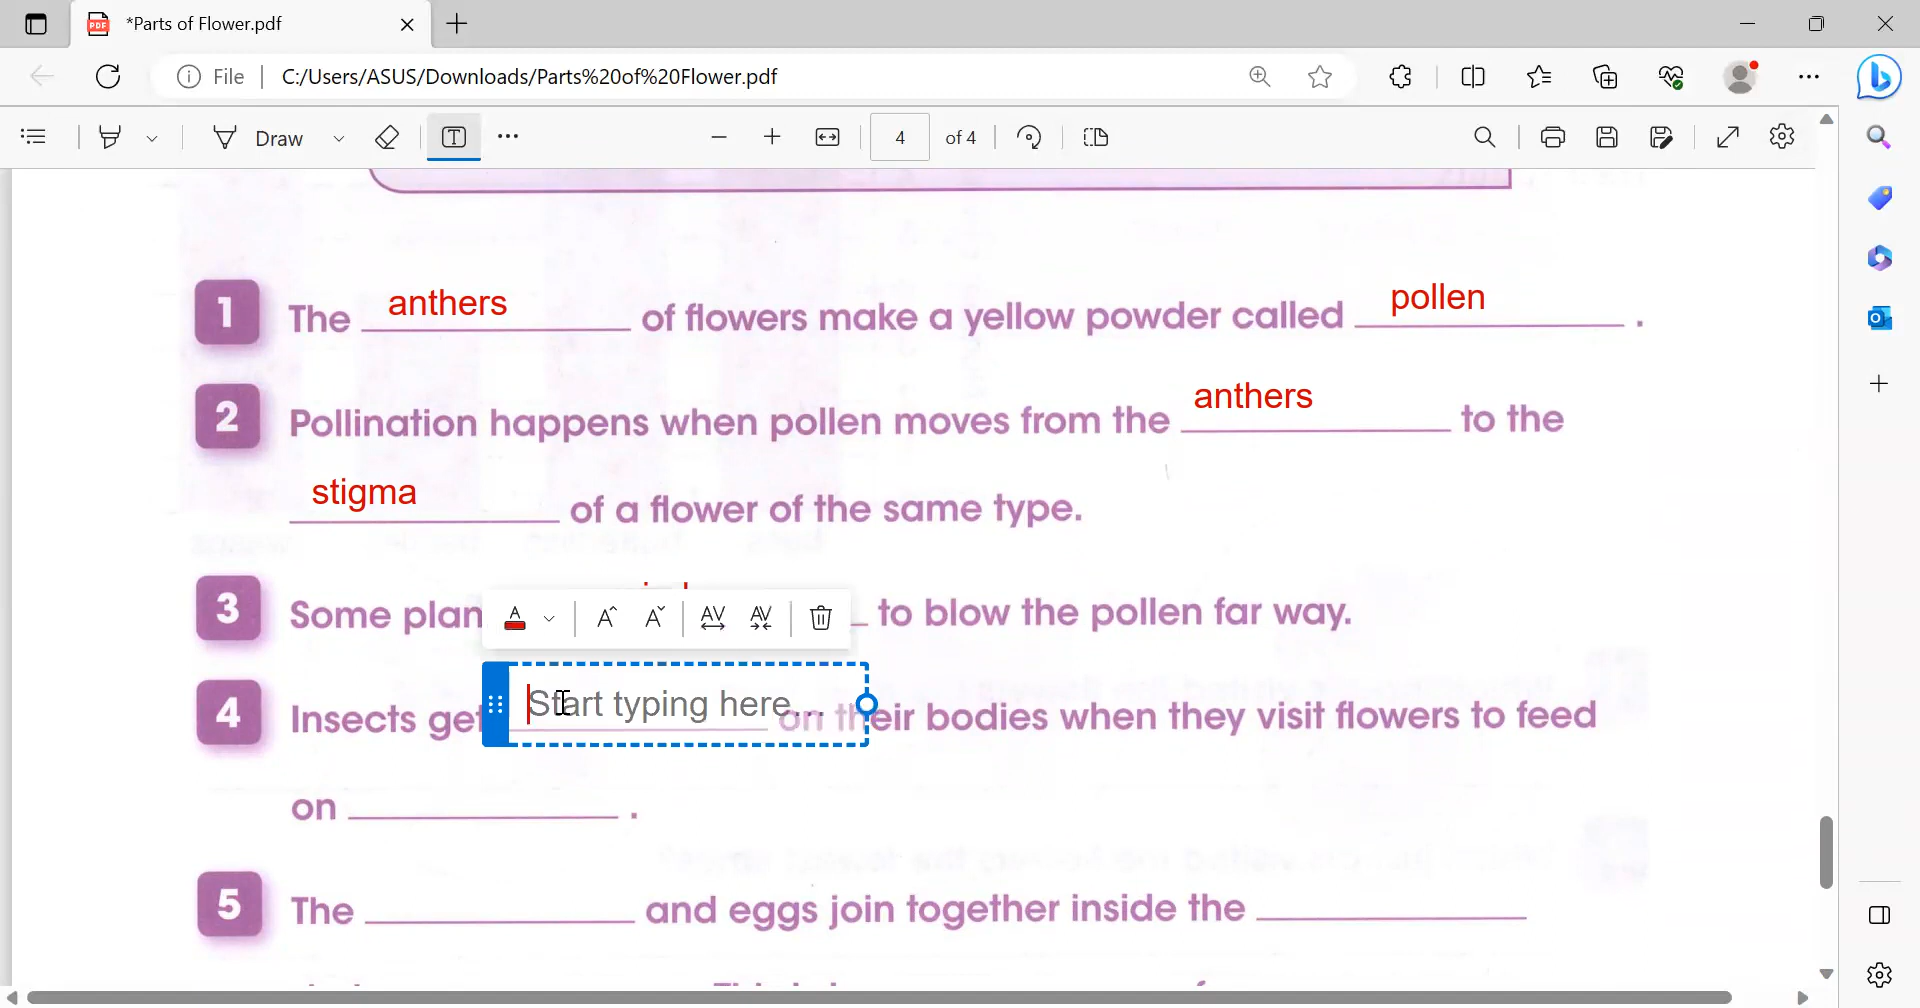 *Parts of Flower.pdf
File C:/Users/ASUS/Downloads/Parts%20of%20Flower.pdf
Draw 4 of 4
1 The anthers of flowers make a yellow powder called pollen .
2 Pollination happens when pollen moves from the anthers to the
stigma of a flower of the same type.
3 Some plan to blow the pollen far way.
4 Insects get Start typing here... on their bodies when they visit flowers to feed
on .
5 The and eggs join together inside the